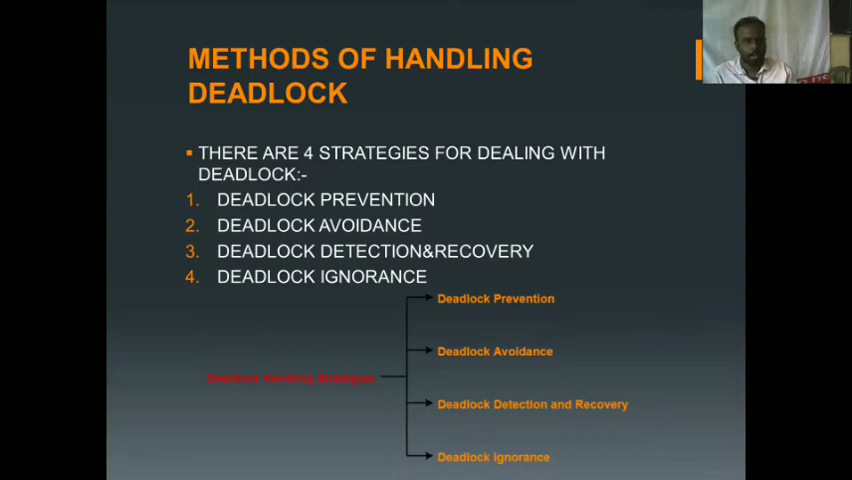 METHODS OF HANDLING
DEADLOCK
▪ THERE ARE 4 STRATEGIES FOR DEALING WITH
DEADLOCK:-
1. DEADLOCK PREVENTION
2. DEADLOCK AVOIDANCE
3. DEADLOCK DETECTION&RECOVERY
4. DEADLOCK IGNORANCE
Deadlock Prevention
Deadlock Avoidance
Deadlock Handling Strategies
Deadlock Detection and Recovery
Deadlock Ignorance